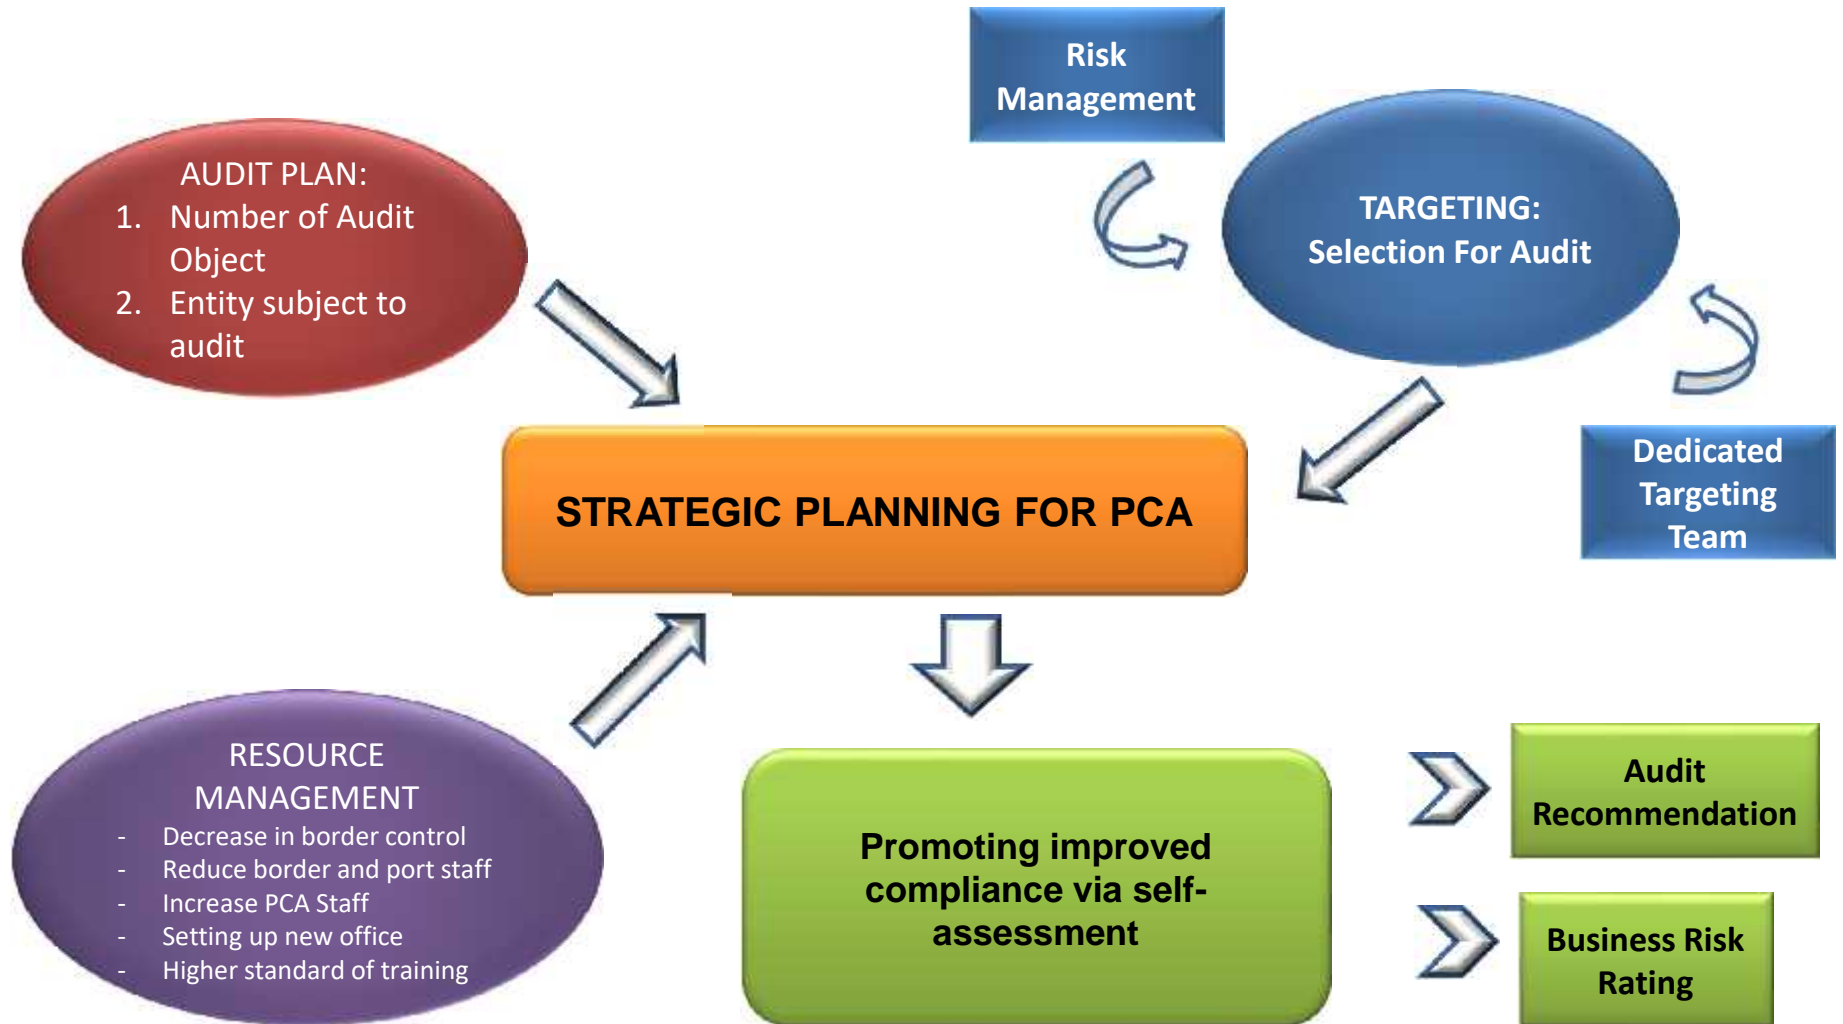 Risk
Management
AUDIT PLAN:
1. Number of Audit
Object
2. Entity subject to
audit
TARGETING:
Selection For Audit
Dedicated
Targeting
Team
STRATEGIC PLANNING FOR PCA
RESOURCE
MANAGEMENT
- Decrease in border control
- Reduce border and port staff
- Increase PCA Staff
- Setting up new office
- Higher standard of training
Promoting improved
compliance via self-
assessment
Audit
Recommendation
Business Risk
Rating